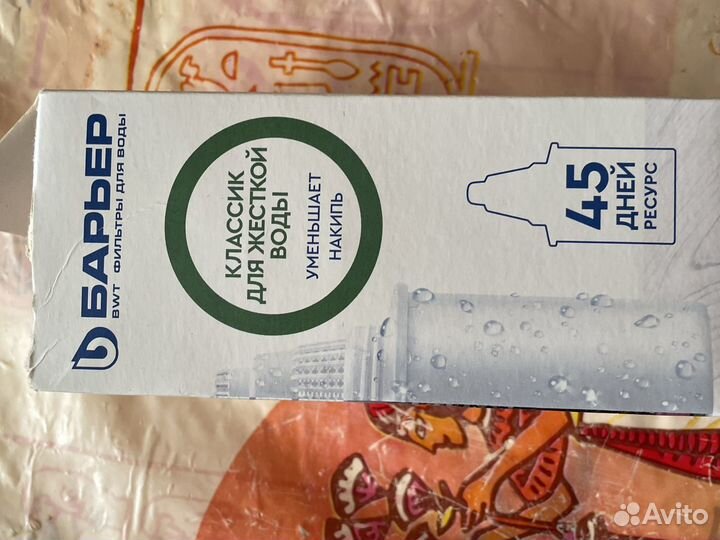 БАРЬЕР
BWT ФИЛЬТРЫ ДЛЯ ВОДЫ
КЛАССИК
ДЛЯ ЖЕСТКОЙ
ВОДЫ
УМЕНЬШАЕТ
НАКИПЬ
45
ДНЕЙ
РЕСУРС
Avito